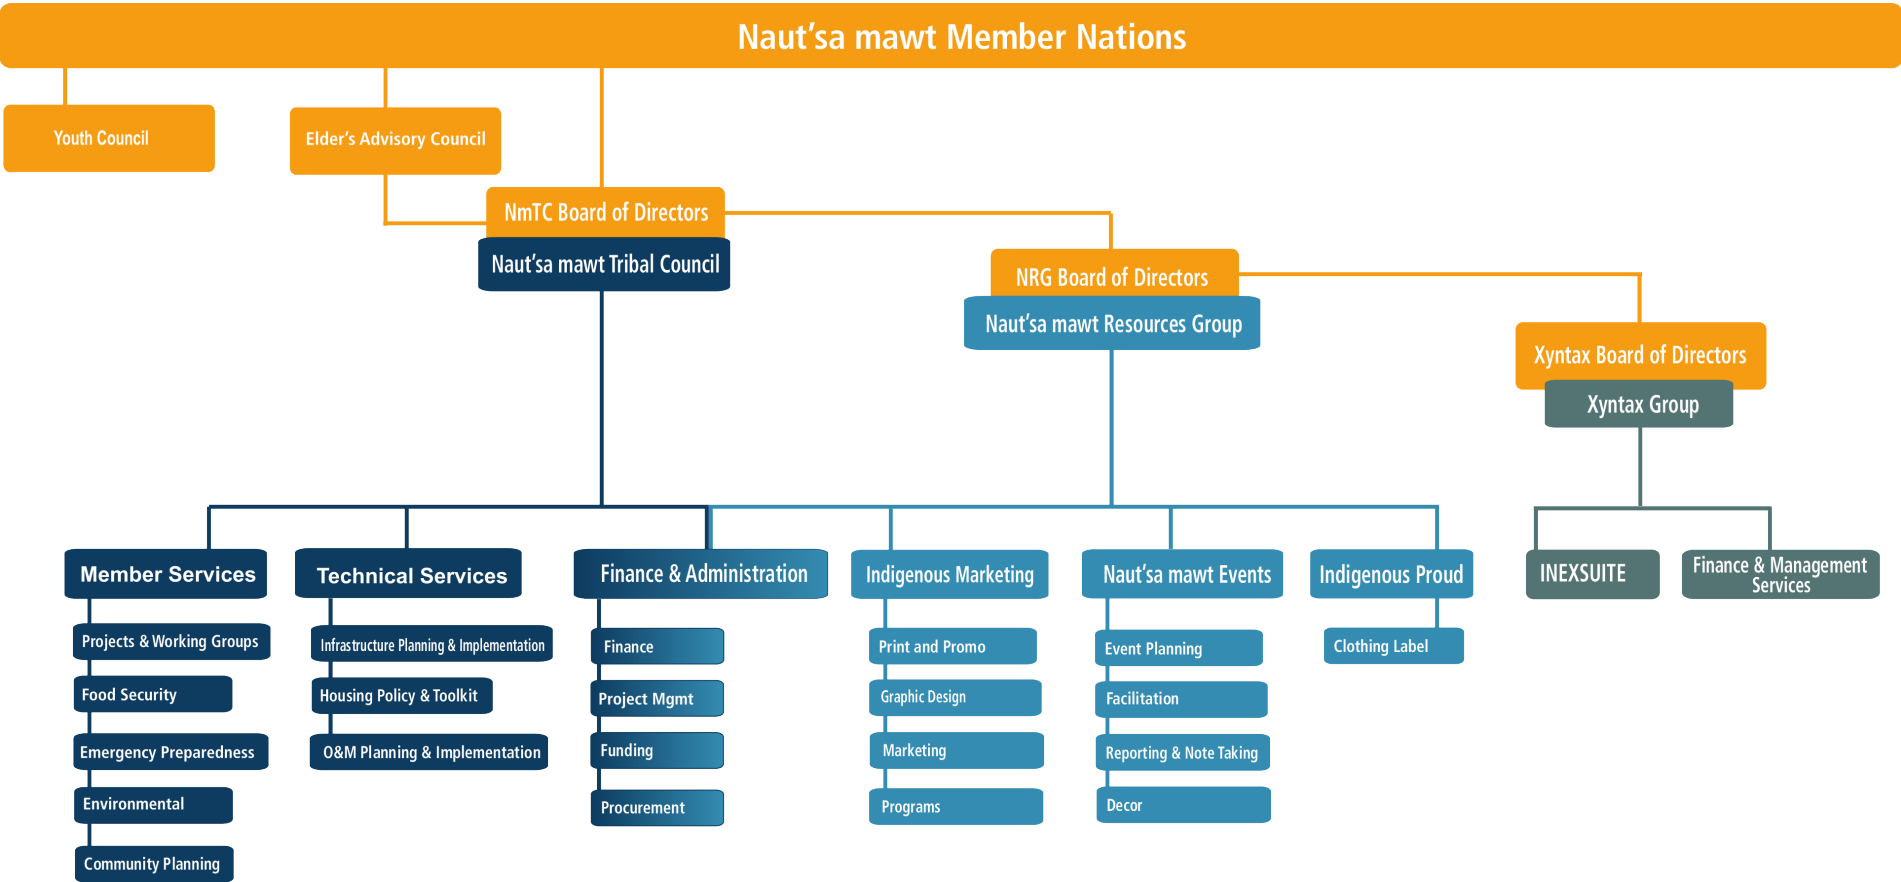 Naut’sa mawt Member Nations
Youth Council
Elder’s Advisory Council
NmTC Board of Directors
Naut’sa mawt Tribal Council
NRG Board of Directors
Naut’sa mawt Resources Group
Xyntax Board of Directors
Xyntax Group
Member Services
Projects & Working Groups
Food Security
Emergency Preparedness
Environmental
Community Planning
Technical Services
Infrastructure Planning & Implementation
Housing Policy & Toolkit
O&M Planning & Implementation
Finance & Administration
Finance
Project Mgmt
Funding
Procurement
Indigenous Marketing
Print and Promo
Graphic Design
Marketing
Programs
Naut’sa mawt Events
Event Planning
Facilitation
Reporting & Note Taking
Decor
Indigenous Proud
Clothing Label
INEXSUITE
Finance & Management
Services